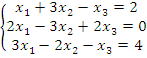 x₁ + 3x₂ − x₃ = 2
2x₁ − 3x₂ + 2x₃ = 0
3x₁ − 2x₂ − x₃ = 4